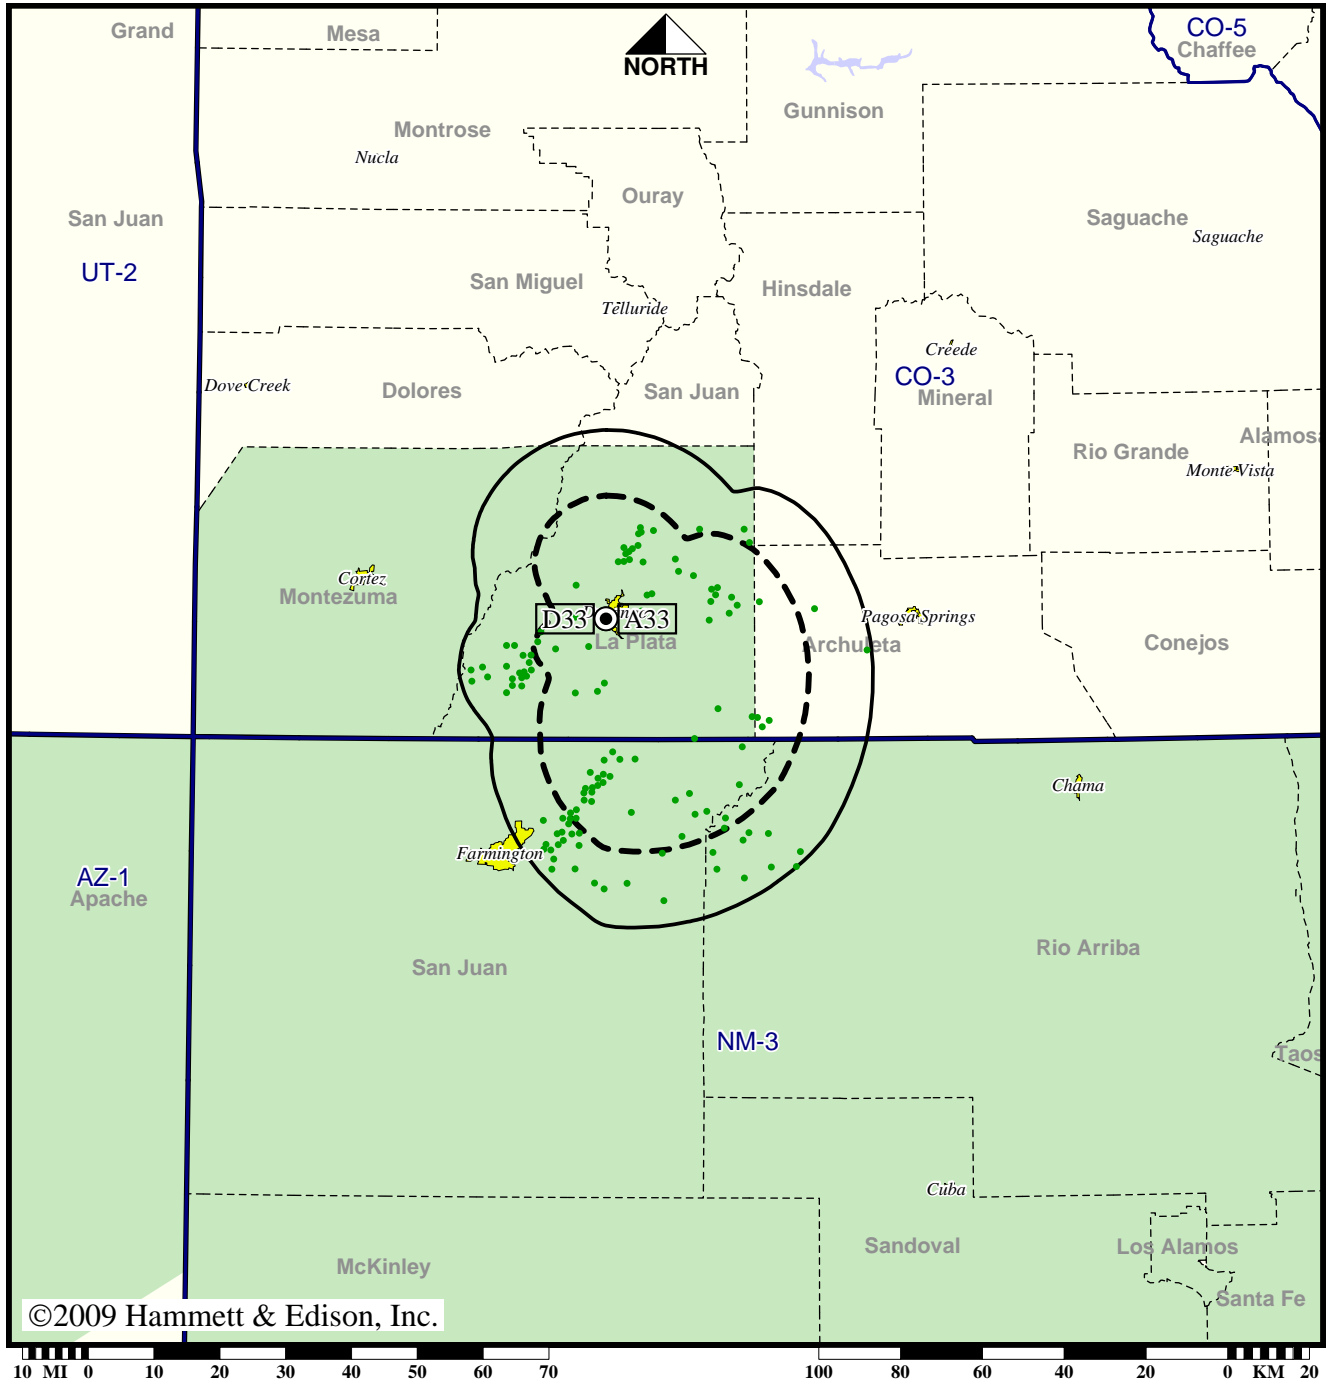 Grand
Mesa
CO-5
Chaffee
NORTH
Gunnison
Montrose
Nucla
Ouray
San Juan
Saguache
Saguache
UT-2
San Miguel
Hinsdale
Telluride
Creede
CO-3
Dove Creek
Dolores
San Juan
Mineral
Alamosa
Rio Grande
Monte Vista
Cortez
Montezuma
D33
A33
Pagosa Springs
La Plata
Archuleta
Conejos
Chama
Farmington
AZ-1
Apache
San Juan
Rio Arriba
NM-3
Taos
Cuba
Sandoval
Los Alamos
McKinley
Santa Fe
©2009 Hammett & Edison, Inc.
10 MI 0 10 20 30 40 50 60 70 100 80 60 40 20 0 KM 20